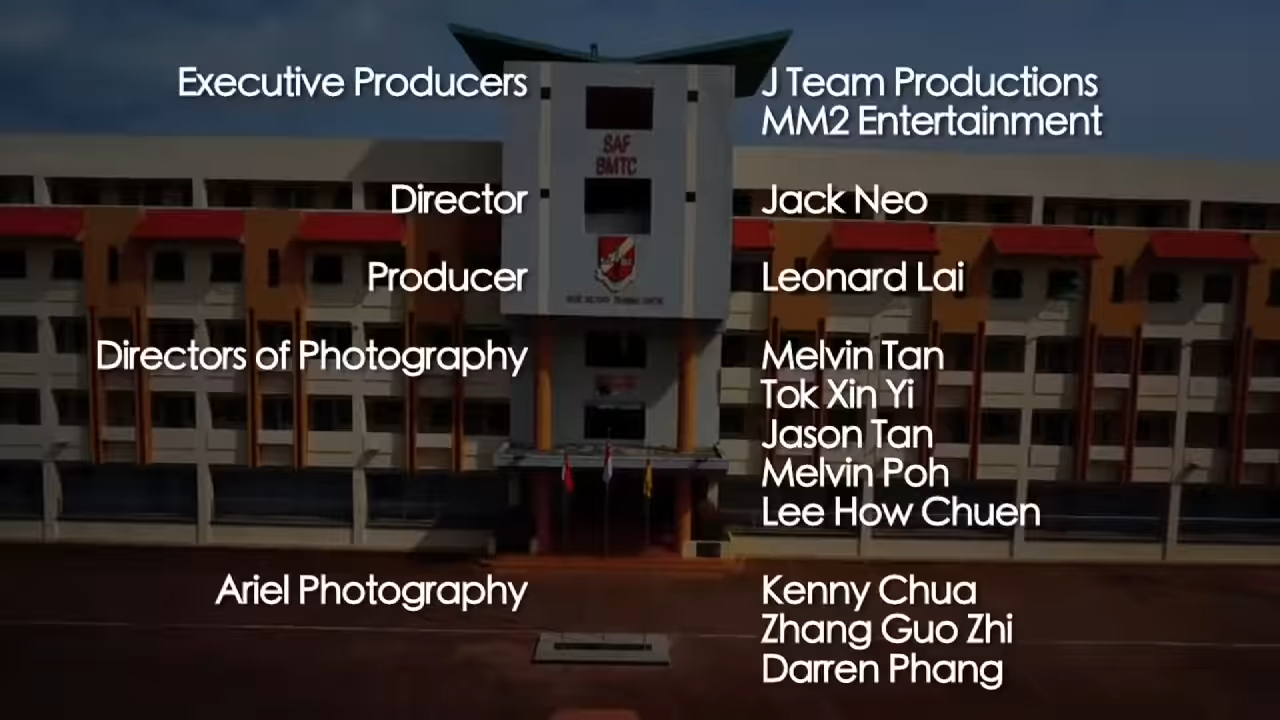 Executive Producers J Team Productions
MM2 Entertainment
SAF
BMTC
Director Jack Neo
Producer Leonard Lai
Directors of Photography Melvin Tan
Tok Xin Yi
Jason Tan
Melvin Poh
Lee How Chuen
Ariel Photography Kenny Chua
Zhang Guo Zhi
Darren Phang